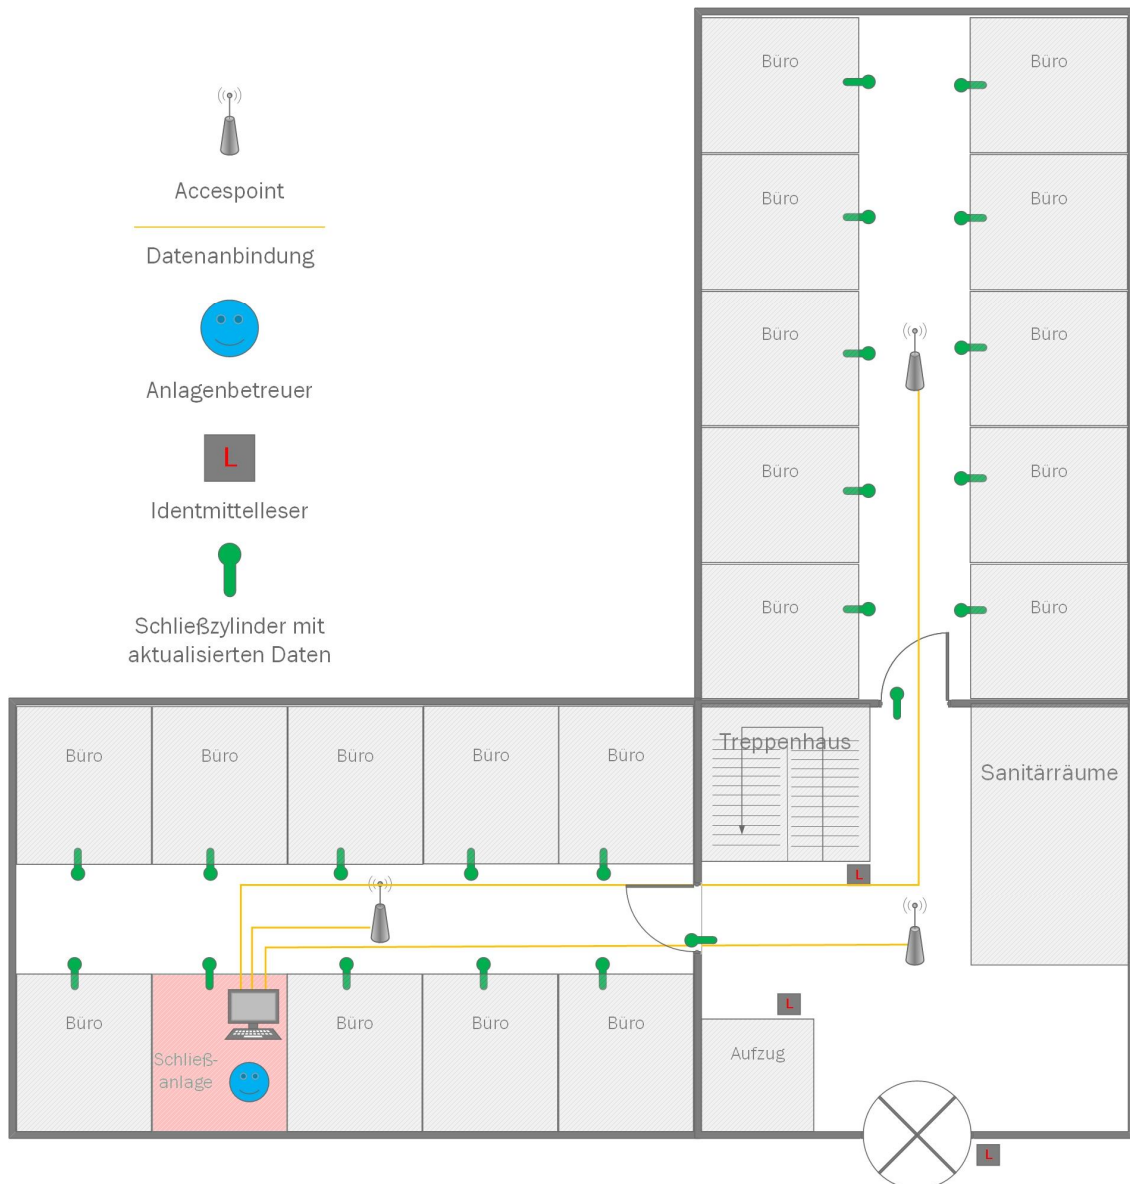 Accespoint
Datenanbindung
Anlagenbetreuer
L
Identmittelleser
Schließzylinder mit
aktualisierten Daten
Büro
Büro
Büro
Büro
Büro
Büro
Büro
Büro
Büro
Büro
Treppenhaus
Sanitärräume
L
Büro
Büro
Büro
Büro
Büro
Büro
Schließ-
anlage
Büro
Büro
Büro
L
Aufzug
L